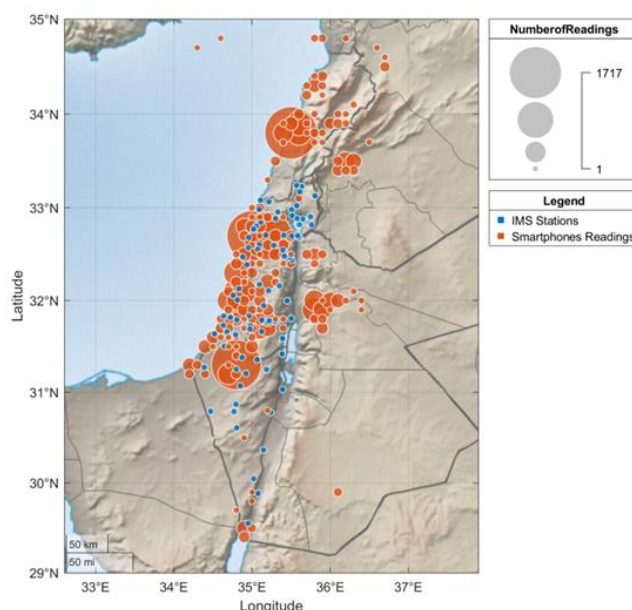 35°N
34°N
33°N
32°N
31°N
30°N
29°N
Latitude
50 km
50 mi
33°E
34°E
35°E
36°E
37°E
Longitude
NumberofReadings
1717
1
Legend
IMS Stations
Smartphones Readings